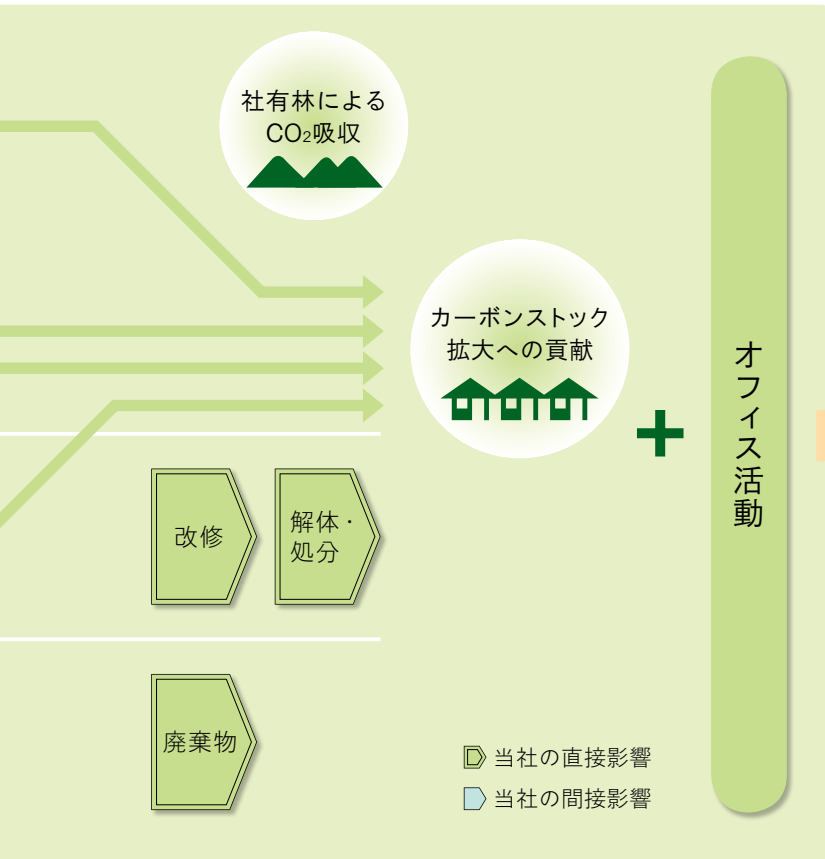 社有林による
CO₂吸収
カーボンストック
拡大への貢献
オフィス活動
改修
解体・
処分
廃棄物
当社の直接影響
当社の間接影響